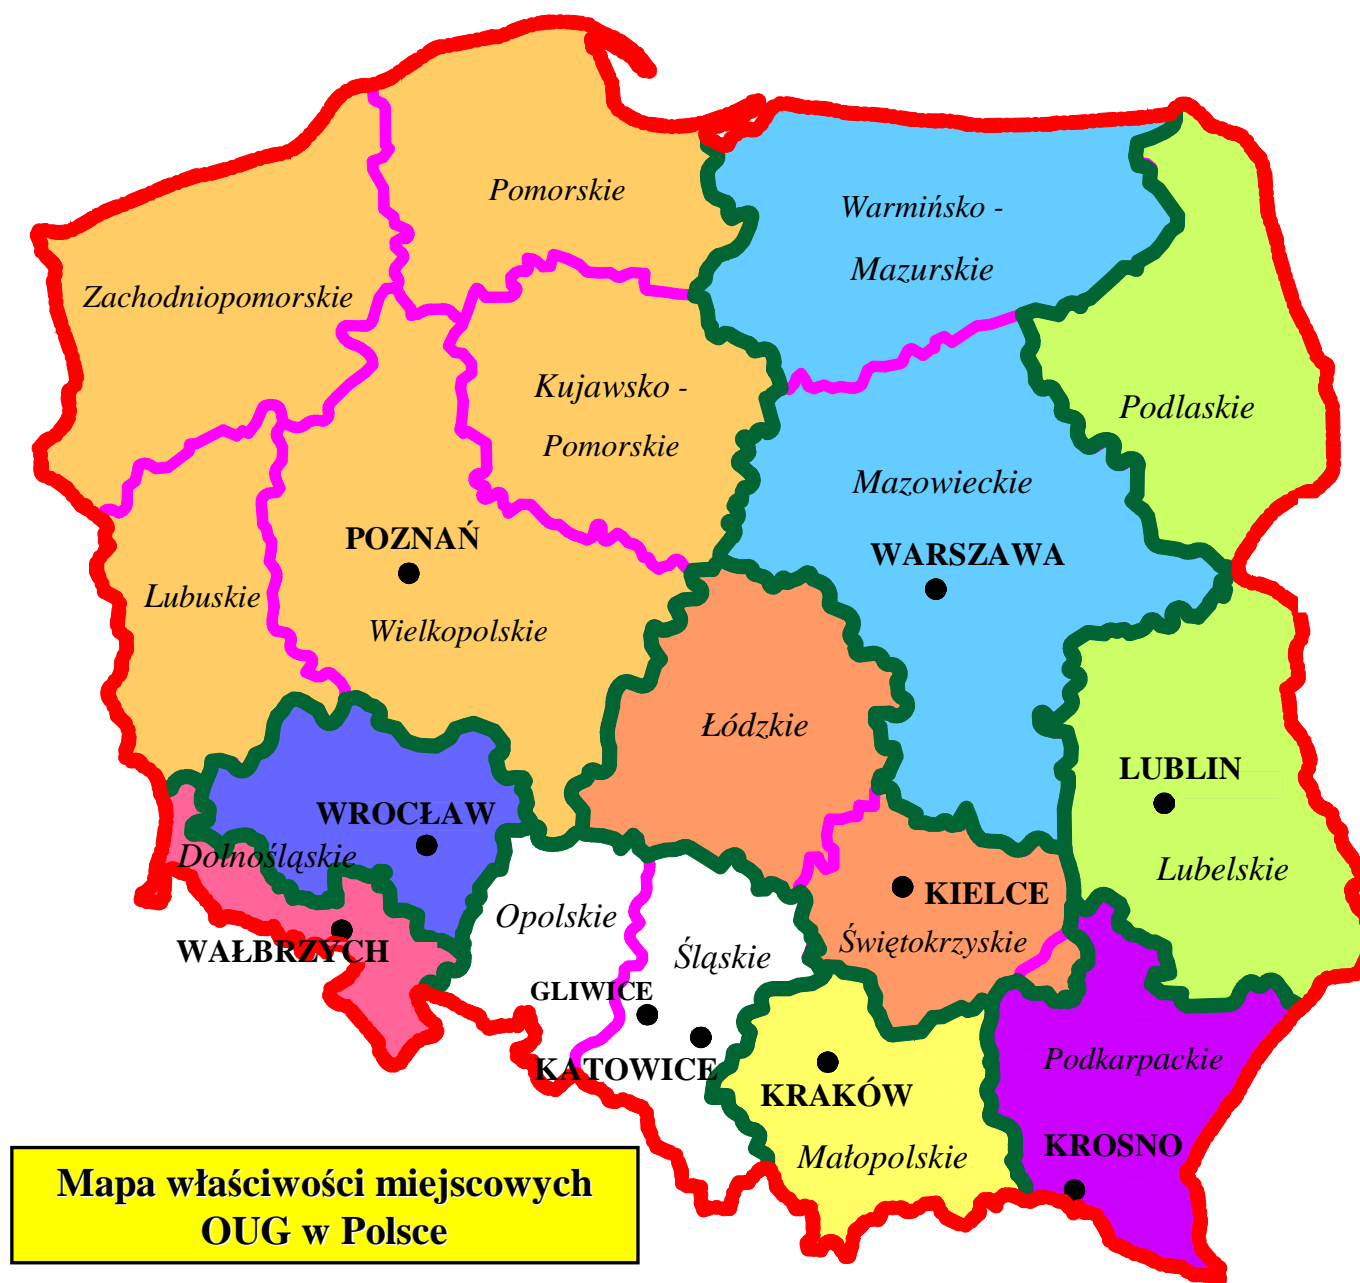 Pomorskie
Warmińsko -
Mazurskie
Zachodniopomorskie
Kujawsko -
Pomorskie
Podlaskie
Mazowieckie
POZNAŃ
WARSZAWA
Lubuskie
Wielkopolskie
Łódzkie
LUBLIN
WROCŁAW
Dolnośląskie
Lubelskie
KIELCE
Opolskie
Świętokrzyskie
WAŁBRZYCH
Śląskie
GLIWICE
KATOWICE
Podkarpackie
KRAKÓW
KROSNO
Małopolskie
Mapa właściwości miejscowych
OUG w Polsce